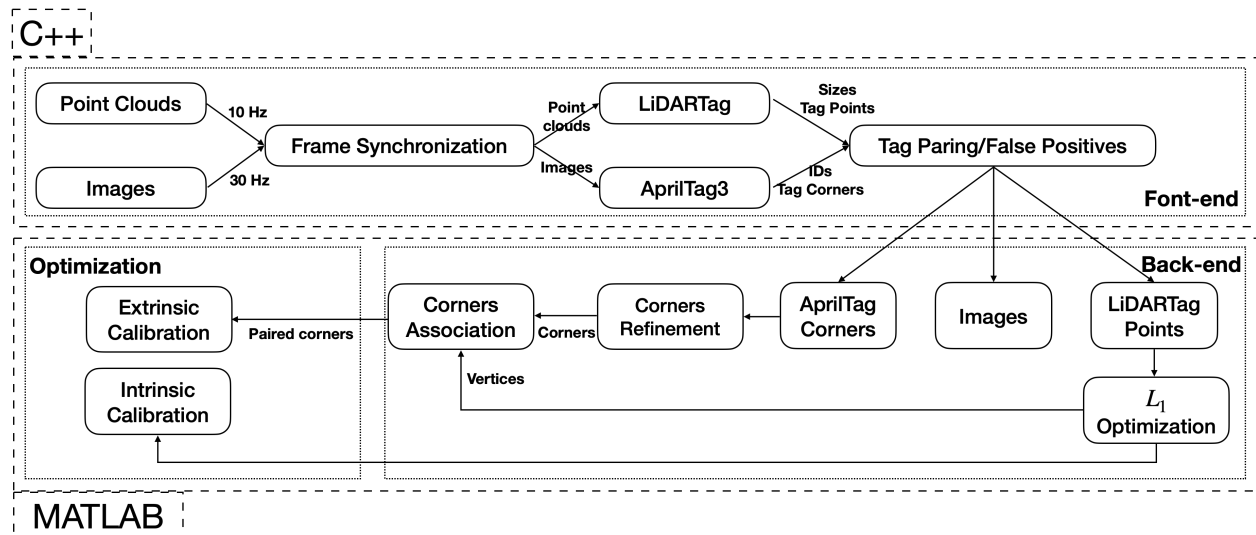 C++
Point Clouds
10 Hz
Images
30 Hz
Frame Synchronization
Point
clouds
Images
LiDARTag
AprilTag3
Sizes
Tag Points
IDs
Tag Corners
Tag Paring/False Positives
Font-end
Optimization
Extrinsic
Calibration
Intrinsic
Calibration
Paired corners
Back-end
Corners
Association
Corners
Corners
Refinement
AprilTag
Corners
Images
LiDARTag
Points
Vertices
L₁
Optimization
MATLAB